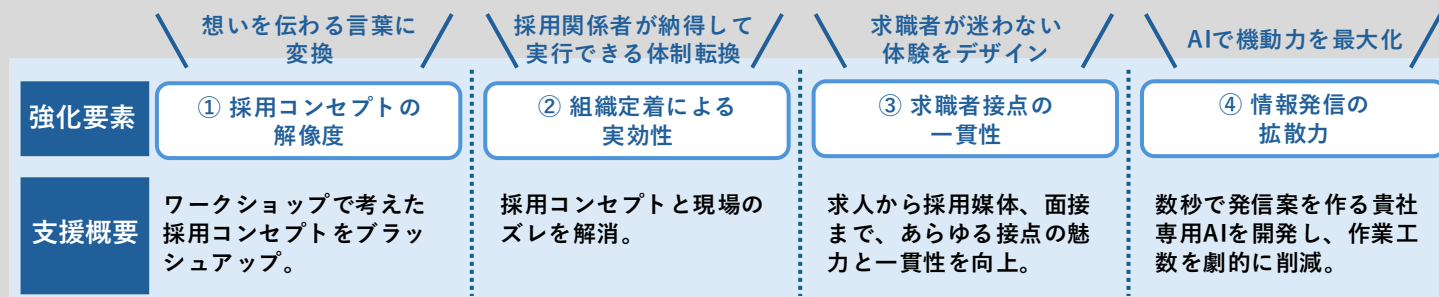 想いを伝わる言葉に
変換
採用関係者が納得して
実行できる体制転換
求職者が迷わない
体験をデザイン
AIで機動力を最大化
強化要素
① 採用コンセプトの
解像度
② 組織定着による
実効性
③ 求職者接点の
一貫性
④ 情報発信の
拡散力
支援概要
ワークショップで考えた
採用コンセプトをブラッ
シュアップ。
採用コンセプトと現場の
ズレを解消。
求人から採用媒体、面接
まで、あらゆる接点の魅
力と一貫性を向上。
数秒で発信案を作る貴社
専用AIを開発し、作業工
数を劇的に削減。